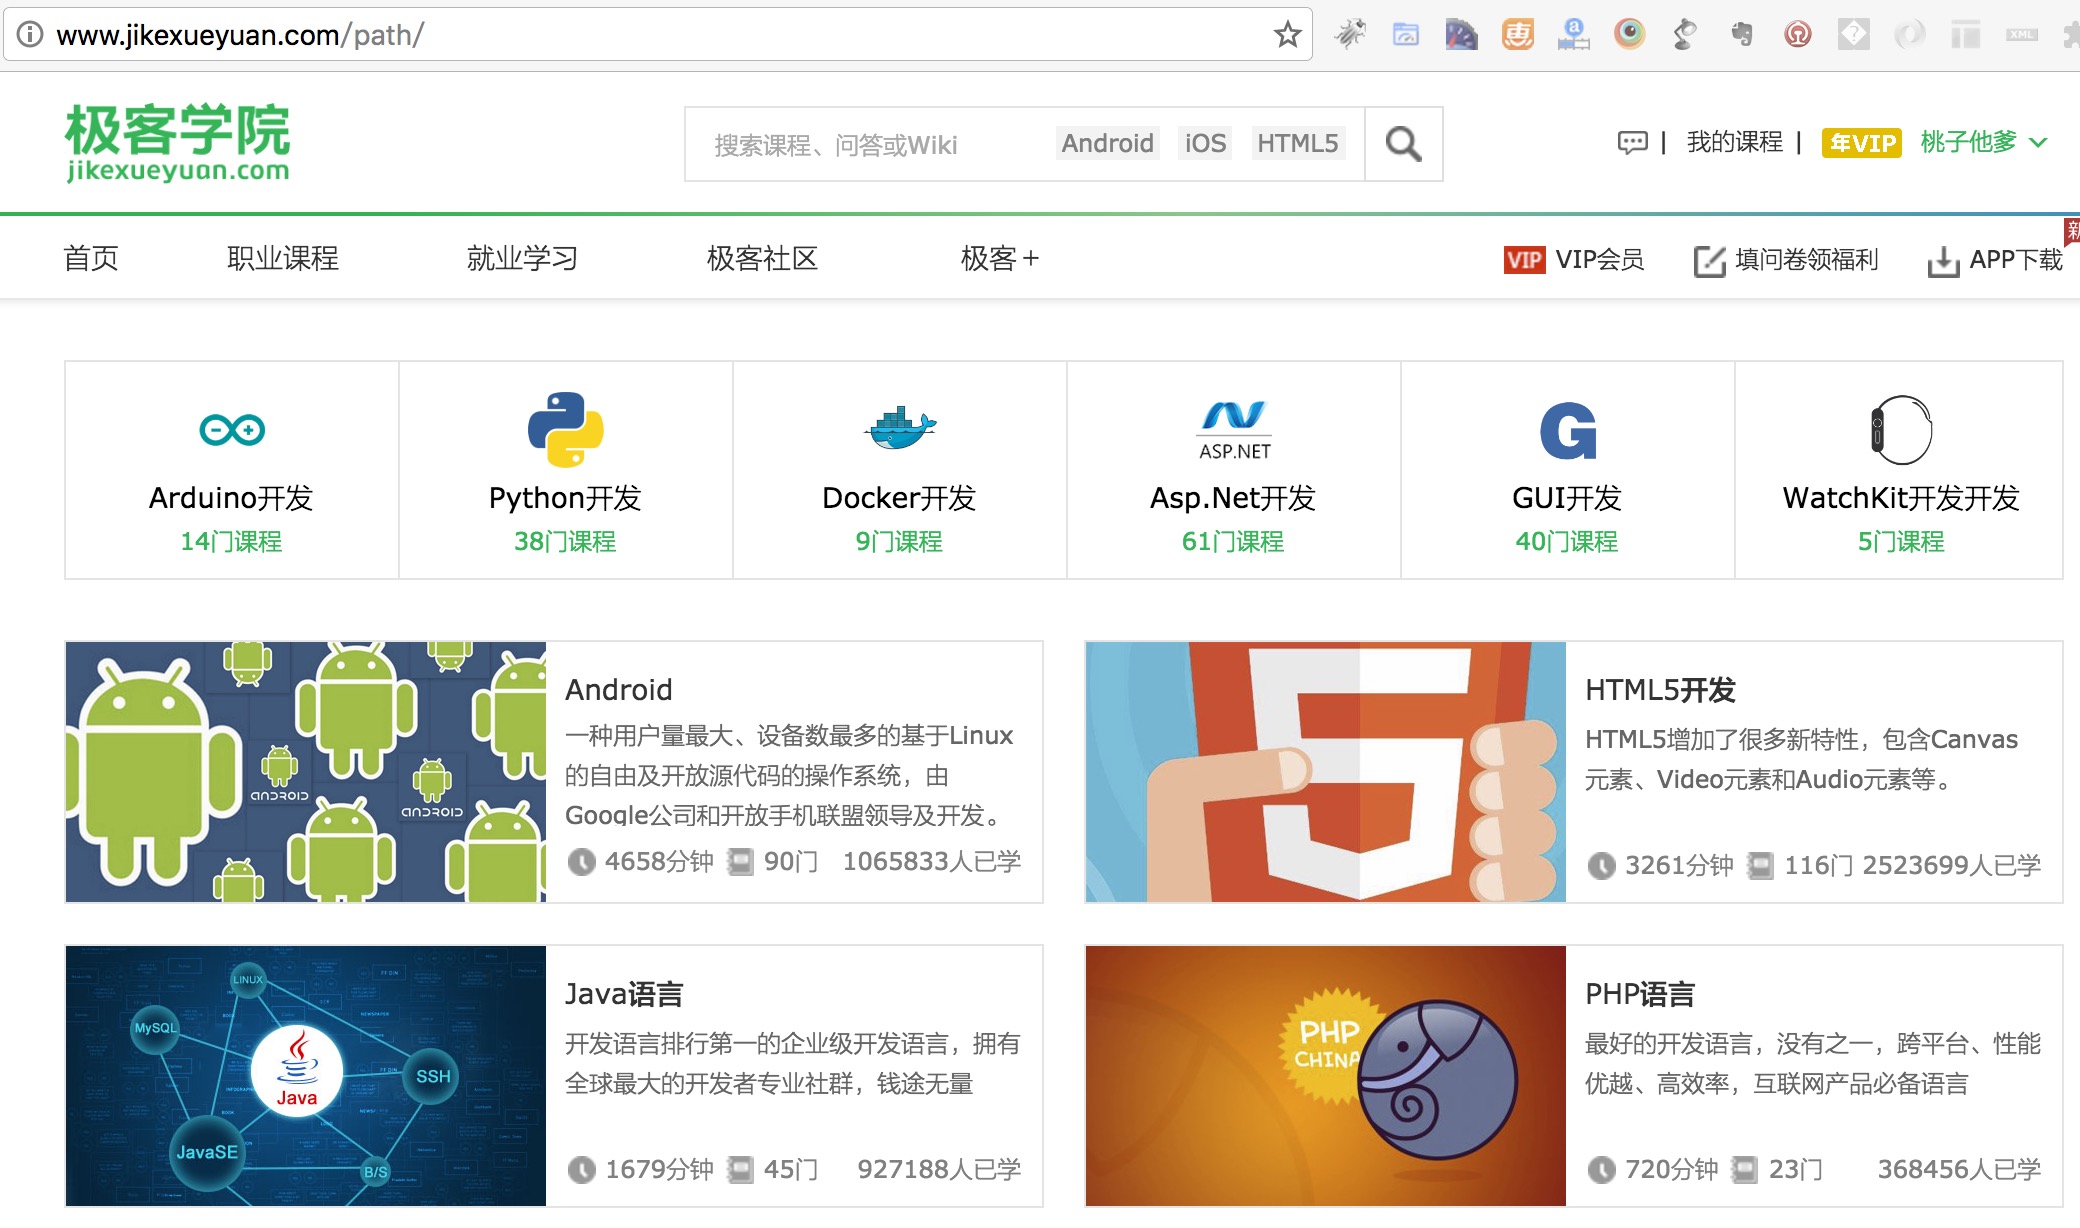 www.jikexueyuan.com/path/
极客学院
jikexueyuan.com
搜索课程、问答或Wiki Android iOS HTML5
我的课程 年VIP 桃子他爹
首页 职业课程 就业学习 极客社区 极客+ VIP VIP会员 填问卷领福利 APP下载 新
ASP.NET
Arduino开发 Python开发 Docker开发 Asp.Net开发 GUI开发 WatchKit开发开发
14门课程 38门课程 9门课程 61门课程 40门课程 5门课程
ANDROID
ANDROID
Android
一种用户量最大、设备数最多的基于Linux
的自由及开放源代码的操作系统，由
Google公司和开放手机联盟领导及开发。
4658分钟 90门 1065833人已学
HTML5开发
HTML5增加了很多新特性，包含Canvas
元素、Video元素和Audio元素等。
3261分钟 116门 2523699人已学
LINUX
MySQL
Java
SSH
JavaSE
B/S
Java语言
开发语言排行第一的企业级开发语言，拥有
全球最大的开发者专业社群，钱途无量
1679分钟 45门 927188人已学
PHP
CHINA
PHP语言
最好的开发语言，没有之一，跨平台、性能
优越、高效率，互联网产品必备语言
720分钟 23门 368456人已学